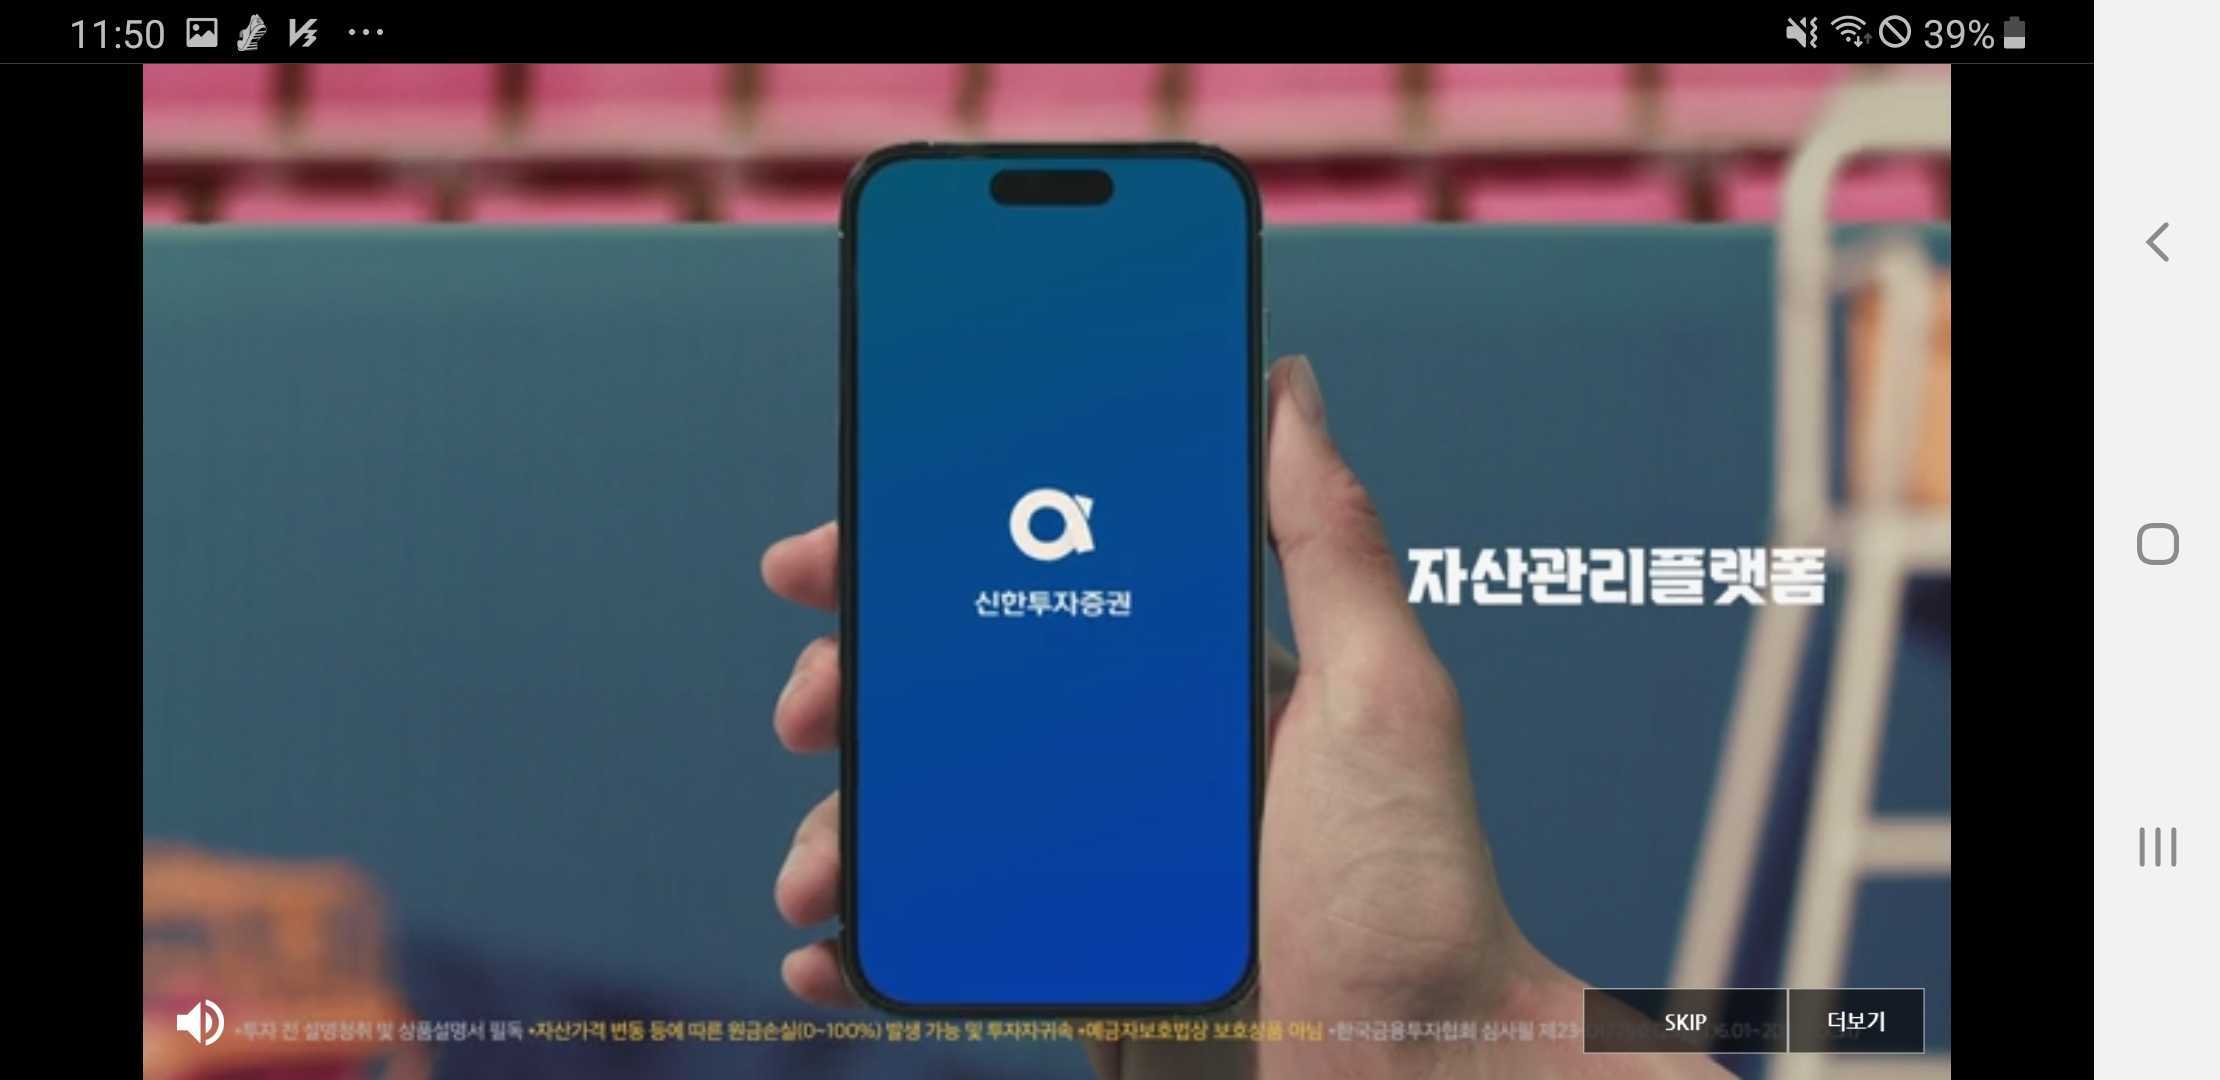 11:50
39%
신한투자증권
자산관리플랫폼
•투자 전 설명청취 및 상품설명서 필독 •자산가격 변동 등에 따른 원금손실(0~100%) 발생 가능 및 투자자귀속 •예금자보호법상 보호상품 아님 •한국금융투자협회 심사필 제23-
SKIP
더보기